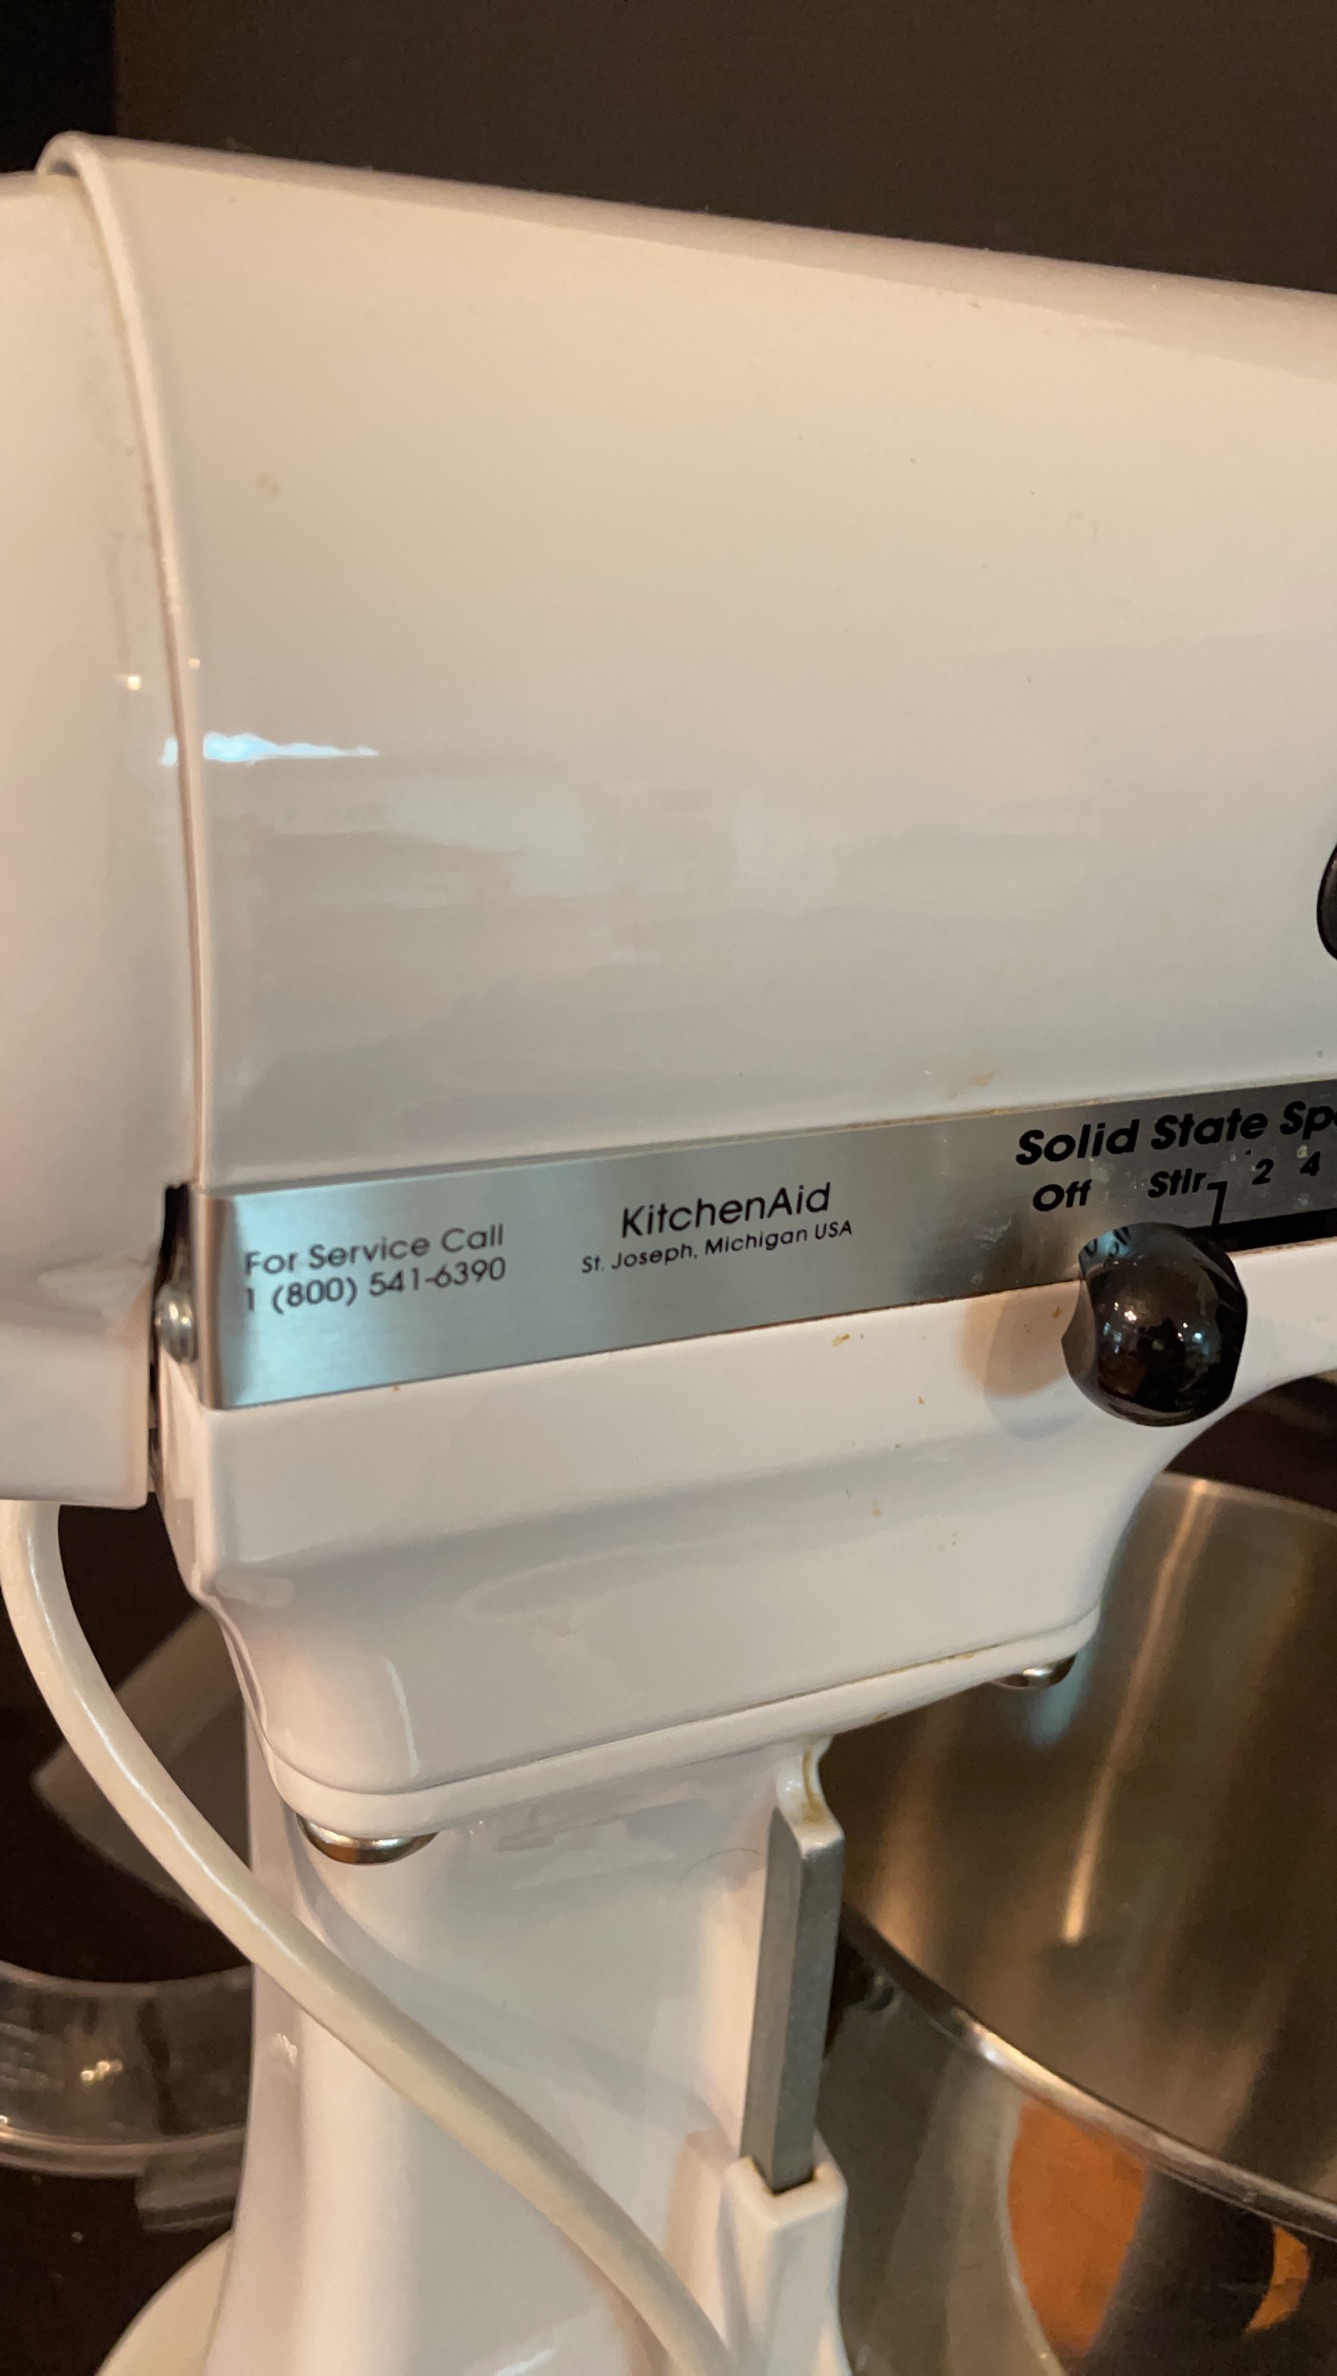 Solid State
Off Stir 2 4
For Service Call
1 (800) 541-6390
KitchenAid
St. Joseph, Michigan USA